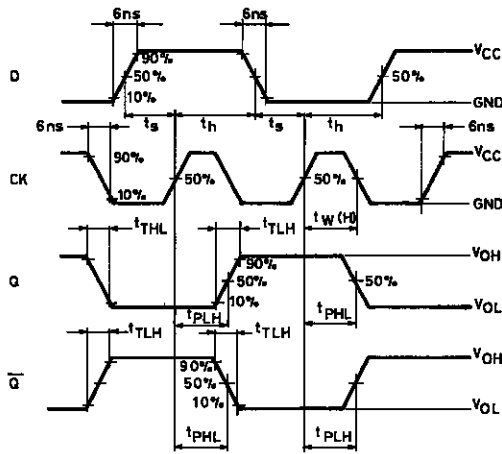 6ns 6ns
90% VCC
D 50% 50%
10% GND
ts th ts th
6ns 6ns
90% VCC
CK 50% 50%
10% GND
tTHL tTLH tW(H)
90% VOH
Q 50% 50%
10% VOL
tPLH tPHL
tTLH tTLH
90% VOH
Q 50%
10% VOL
tPHL tPLH